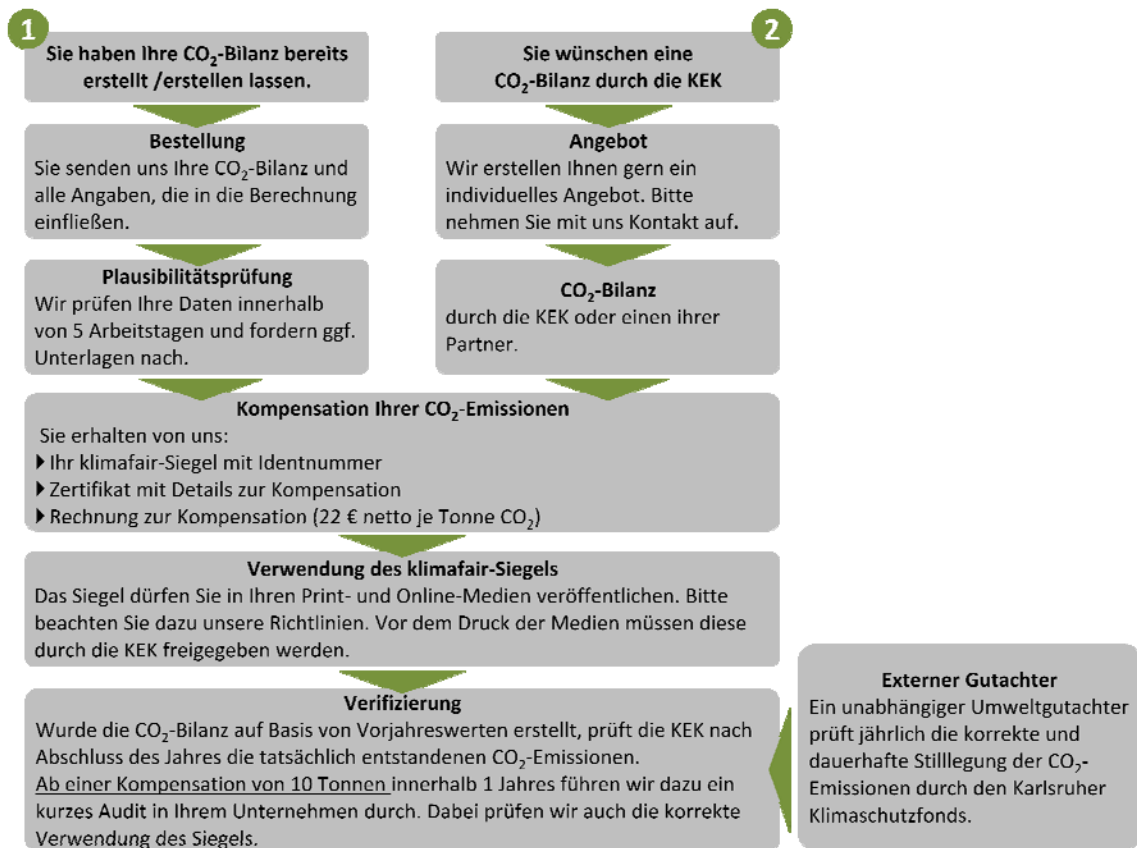 1
Sie haben Ihre CO₂-Bilanz bereits
erstellt /erstellen lassen.
Bestellung
Sie senden uns Ihre CO₂-Bilanz und
alle Angaben, die in die Berechnung
einfließen.
Plausibilitätsprüfung
Wir prüfen Ihre Daten innerhalb
von 5 Arbeitstagen und fordern ggf.
Unterlagen nach.
2
Sie wünschen eine
CO₂-Bilanz durch die KEK
Angebot
Wir erstellen Ihnen gern ein
individuelles Angebot. Bitte
nehmen Sie mit uns Kontakt auf.
CO₂-Bilanz
durch die KEK oder einen ihrer
Partner.
Kompensation Ihrer CO₂-Emissionen
Sie erhalten von uns:
Ihr klimafair-Siegel mit Identnummer
Zertifikat mit Details zur Kompensation
Rechnung zur Kompensation (22 € netto je Tonne CO₂)
Verwendung des klimafair-Siegels
Das Siegel dürfen Sie in Ihren Print- und Online-Medien veröffentlichen. Bitte
beachten Sie dazu unsere Richtlinien. Vor dem Druck der Medien müssen diese
durch die KEK freigegeben werden.
Verifizierung
Wurde die CO₂-Bilanz auf Basis von Vorjahreswerten erstellt, prüft die KEK nach
Abschluss des Jahres die tatsächlich entstandenen CO₂-Emissionen.
Ab einer Kompensation von 10 Tonnen innerhalb 1 Jahres führen wir dazu ein
kurzes Audit in Ihrem Unternehmen durch. Dabei prüfen wir auch die korrekte
Verwendung des Siegels.
Externer Gutachter
Ein unabhängiger Umweltgutachter
prüft jährlich die korrekte und
dauerhafte Stilllegung der CO₂-
Emissionen durch den Karlsruher
Klimaschutzfonds.